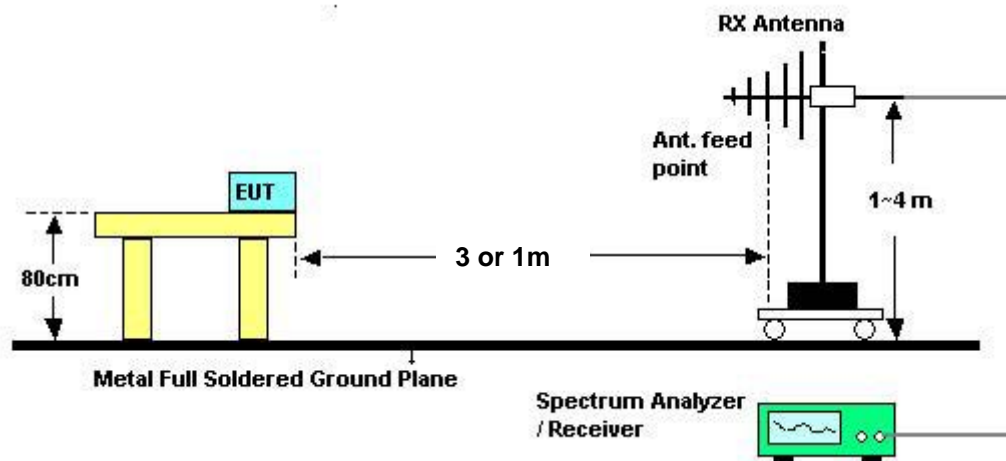 RX Antenna
Ant. feed
point
EUT
1~4 m
3 or 1m
80cm
Metal Full Soldered Ground Plane
Spectrum Analyzer
/ Receiver